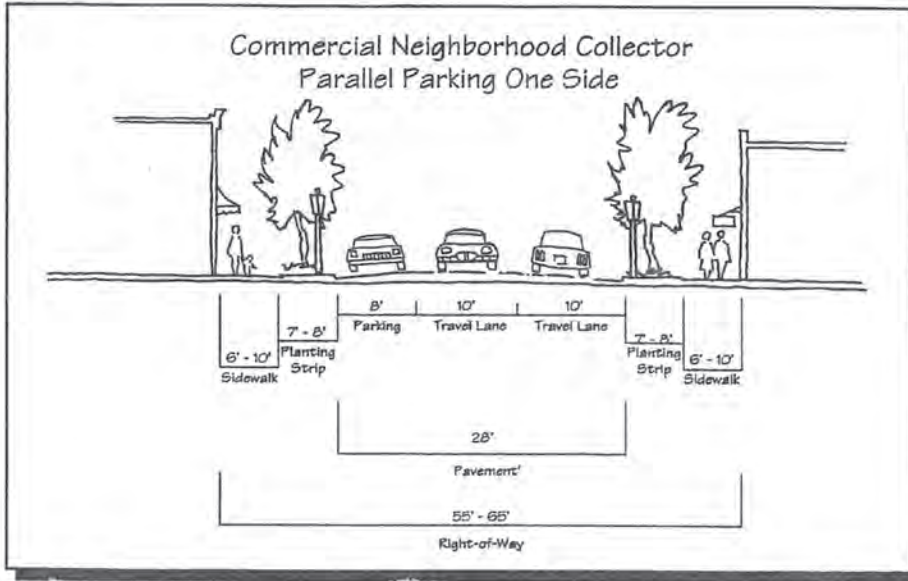 Commercial Neighborhood Collector
Parallel Parking One Side
8' 10' 10'
Parking Travel Lane Travel Lane
7 - 8' 7 - 8'
Planting Strip Planting Strip
6' - 10' 6' - 10'
Sidewalk Sidewalk
28'
Pavement'
55' - 65'
Right-of-Way